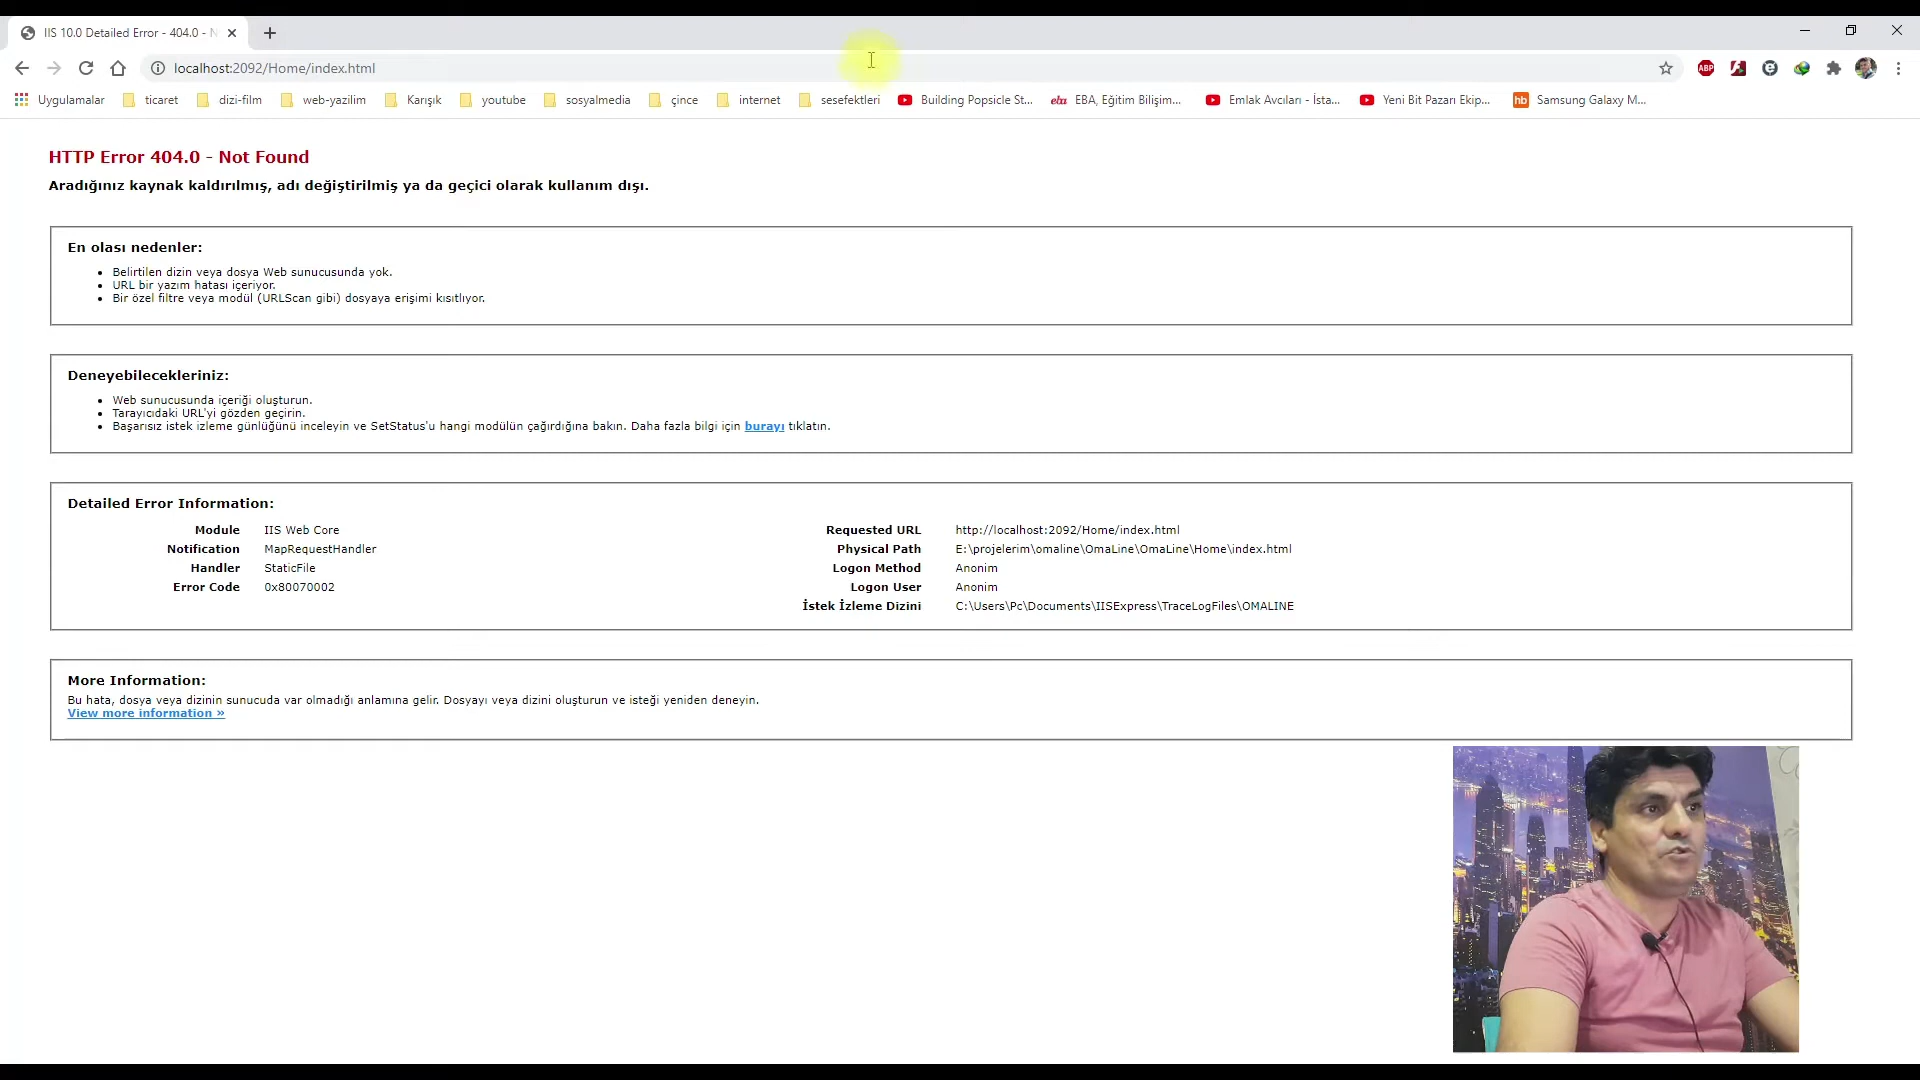 IIS 10.0 Detailed Error - 404.0 - N
localhost:2092/Home/index.html
ABP
Uygulamalar ticaret dizi-film web-yazilim Karışık youtube sosyalmedia çince internet sesefektleri Building Popsicle St... eba EBA, Eğitim Bilişim... Emlak Avcıları - İsta... Yeni Bit Pazarı Ekip... hb Samsung Galaxy M...
HTTP Error 404.0 - Not Found
Aradığınız kaynak kaldırılmış, adı değiştirilmiş ya da geçici olarak kullanım dışı.
En olası nedenler:
Belirtilen dizin veya dosya Web sunucusunda yok.
URL bir yazım hatası içeriyor.
Bir özel filtre veya modül (URLScan gibi) dosyaya erişimi kısıtlıyor.
Deneyebilecekleriniz:
Web sunucusunda içeriği oluşturun.
Tarayıcıdaki URL'yi gözden geçirin.
Başarısız istek izleme günlüğünü inceleyin ve SetStatus'u hangi modülün çağırdığına bakın. Daha fazla bilgi için burayı tıklatın.
Detailed Error Information:
Module IIS Web Core
Notification MapRequestHandler
Handler StaticFile
Error Code 0x80070002
Requested URL http://localhost:2092/Home/index.html
Physical Path E:\projelerim\omaline\OmaLine\OmaLine\Home\index.html
Logon Method Anonim
Logon User Anonim
İstek İzleme Dizini C:\Users\Pc\Documents\IISExpress\TraceLogFiles\OMALINE
More Information:
Bu hata, dosya veya dizinin sunucuda var olmadığı anlamına gelir. Dosyayı veya dizini oluşturun ve isteği yeniden deneyin.
View more information »